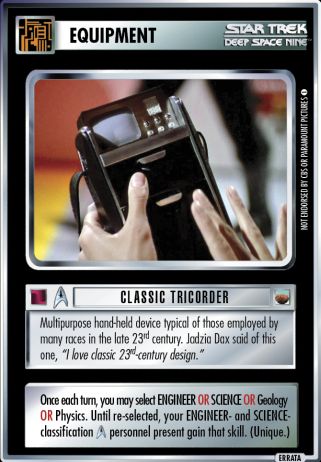 EQUIPMENT
STAR TREK
DEEP SPACE NINE
NOT ENDORSED BY CBS OR PARAMOUNT PICTURES
CLASSIC TRICORDER
Multipurpose hand-held device typical of those employed by
many races in the late 23rd century. Jadzia Dax said of this
one, "I love classic 23rd-century design."
Once each turn, you may select ENGINEER OR SCIENCE OR Geology
OR Physics. Until re-selected, your ENGINEER- and SCIENCE-
classification personnel present gain that skill. (Unique.)
ERRATA